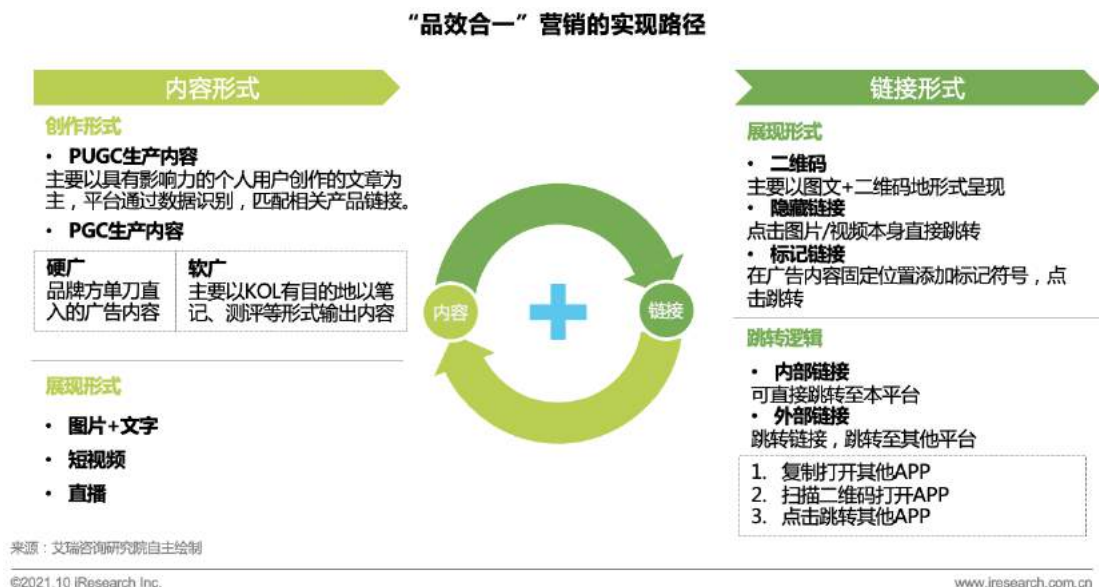 “品效合一”营销的实现路径
内容形式
创作形式
• PUGC生产内容
主要以具有影响力的个人用户创作的文章为
主，平台通过数据识别，匹配相关产品链接。
• PGC生产内容
硬广
品牌方单刀直
入的广告内容
软广
主要以KOL有目的地以笔
记、测评等形式输出内容
展现形式
• 图片+文字
• 短视频
• 直播
内容
链接
链接形式
展现形式
• 二维码
主要以图文+二维码地形式呈现
• 隐藏链接
点击图片/视频本身直接跳转
• 标记链接
在广告内容固定位置添加标记符号，点
击跳转
跳转逻辑
• 内部链接
可直接跳转至本平台
• 外部链接
跳转链接，跳转至其他平台
1. 复制打开其他APP
2. 扫描二维码打开APP
3. 点击跳转其他APP
来源：艾瑞咨询研究院自主绘制
©2021.10 iResearch Inc.
www.iresearch.com.cn